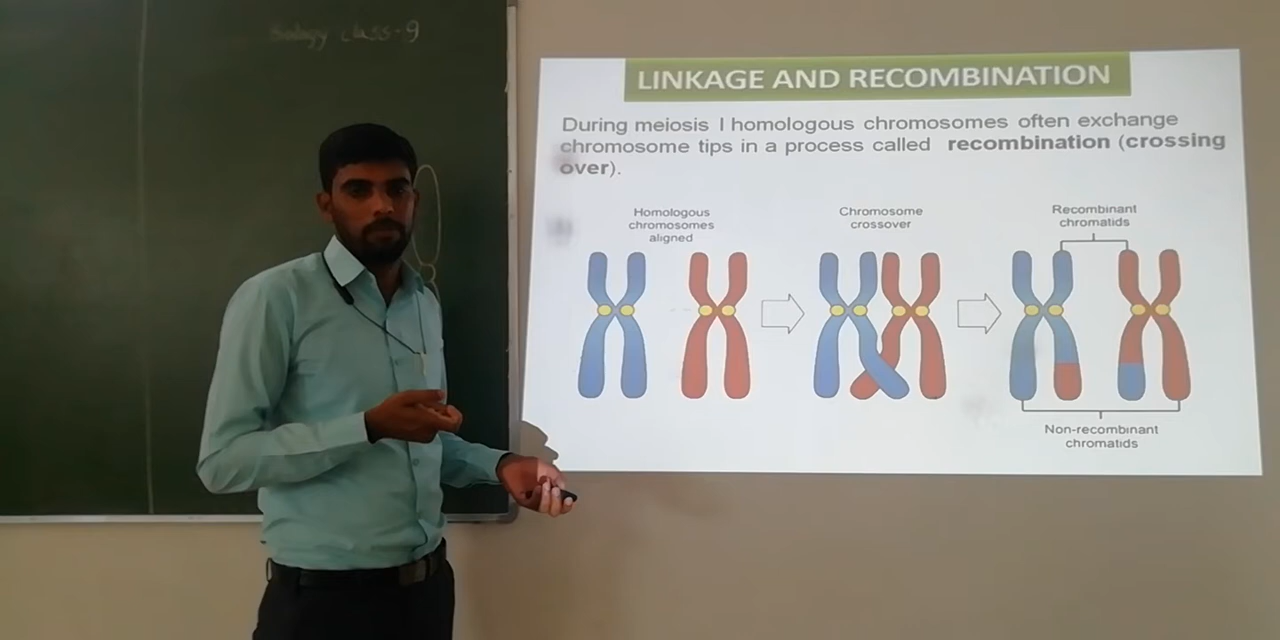 Biology class-9
LINKAGE AND RECOMBINATION
During meiosis I homologous chromosomes often exchange
chromosome tips in a process called recombination (crossing
over).
Homologous
chromosomes
aligned
Chromosome
crossover
Recombinant
chromatids
Non-recombinant
chromatids